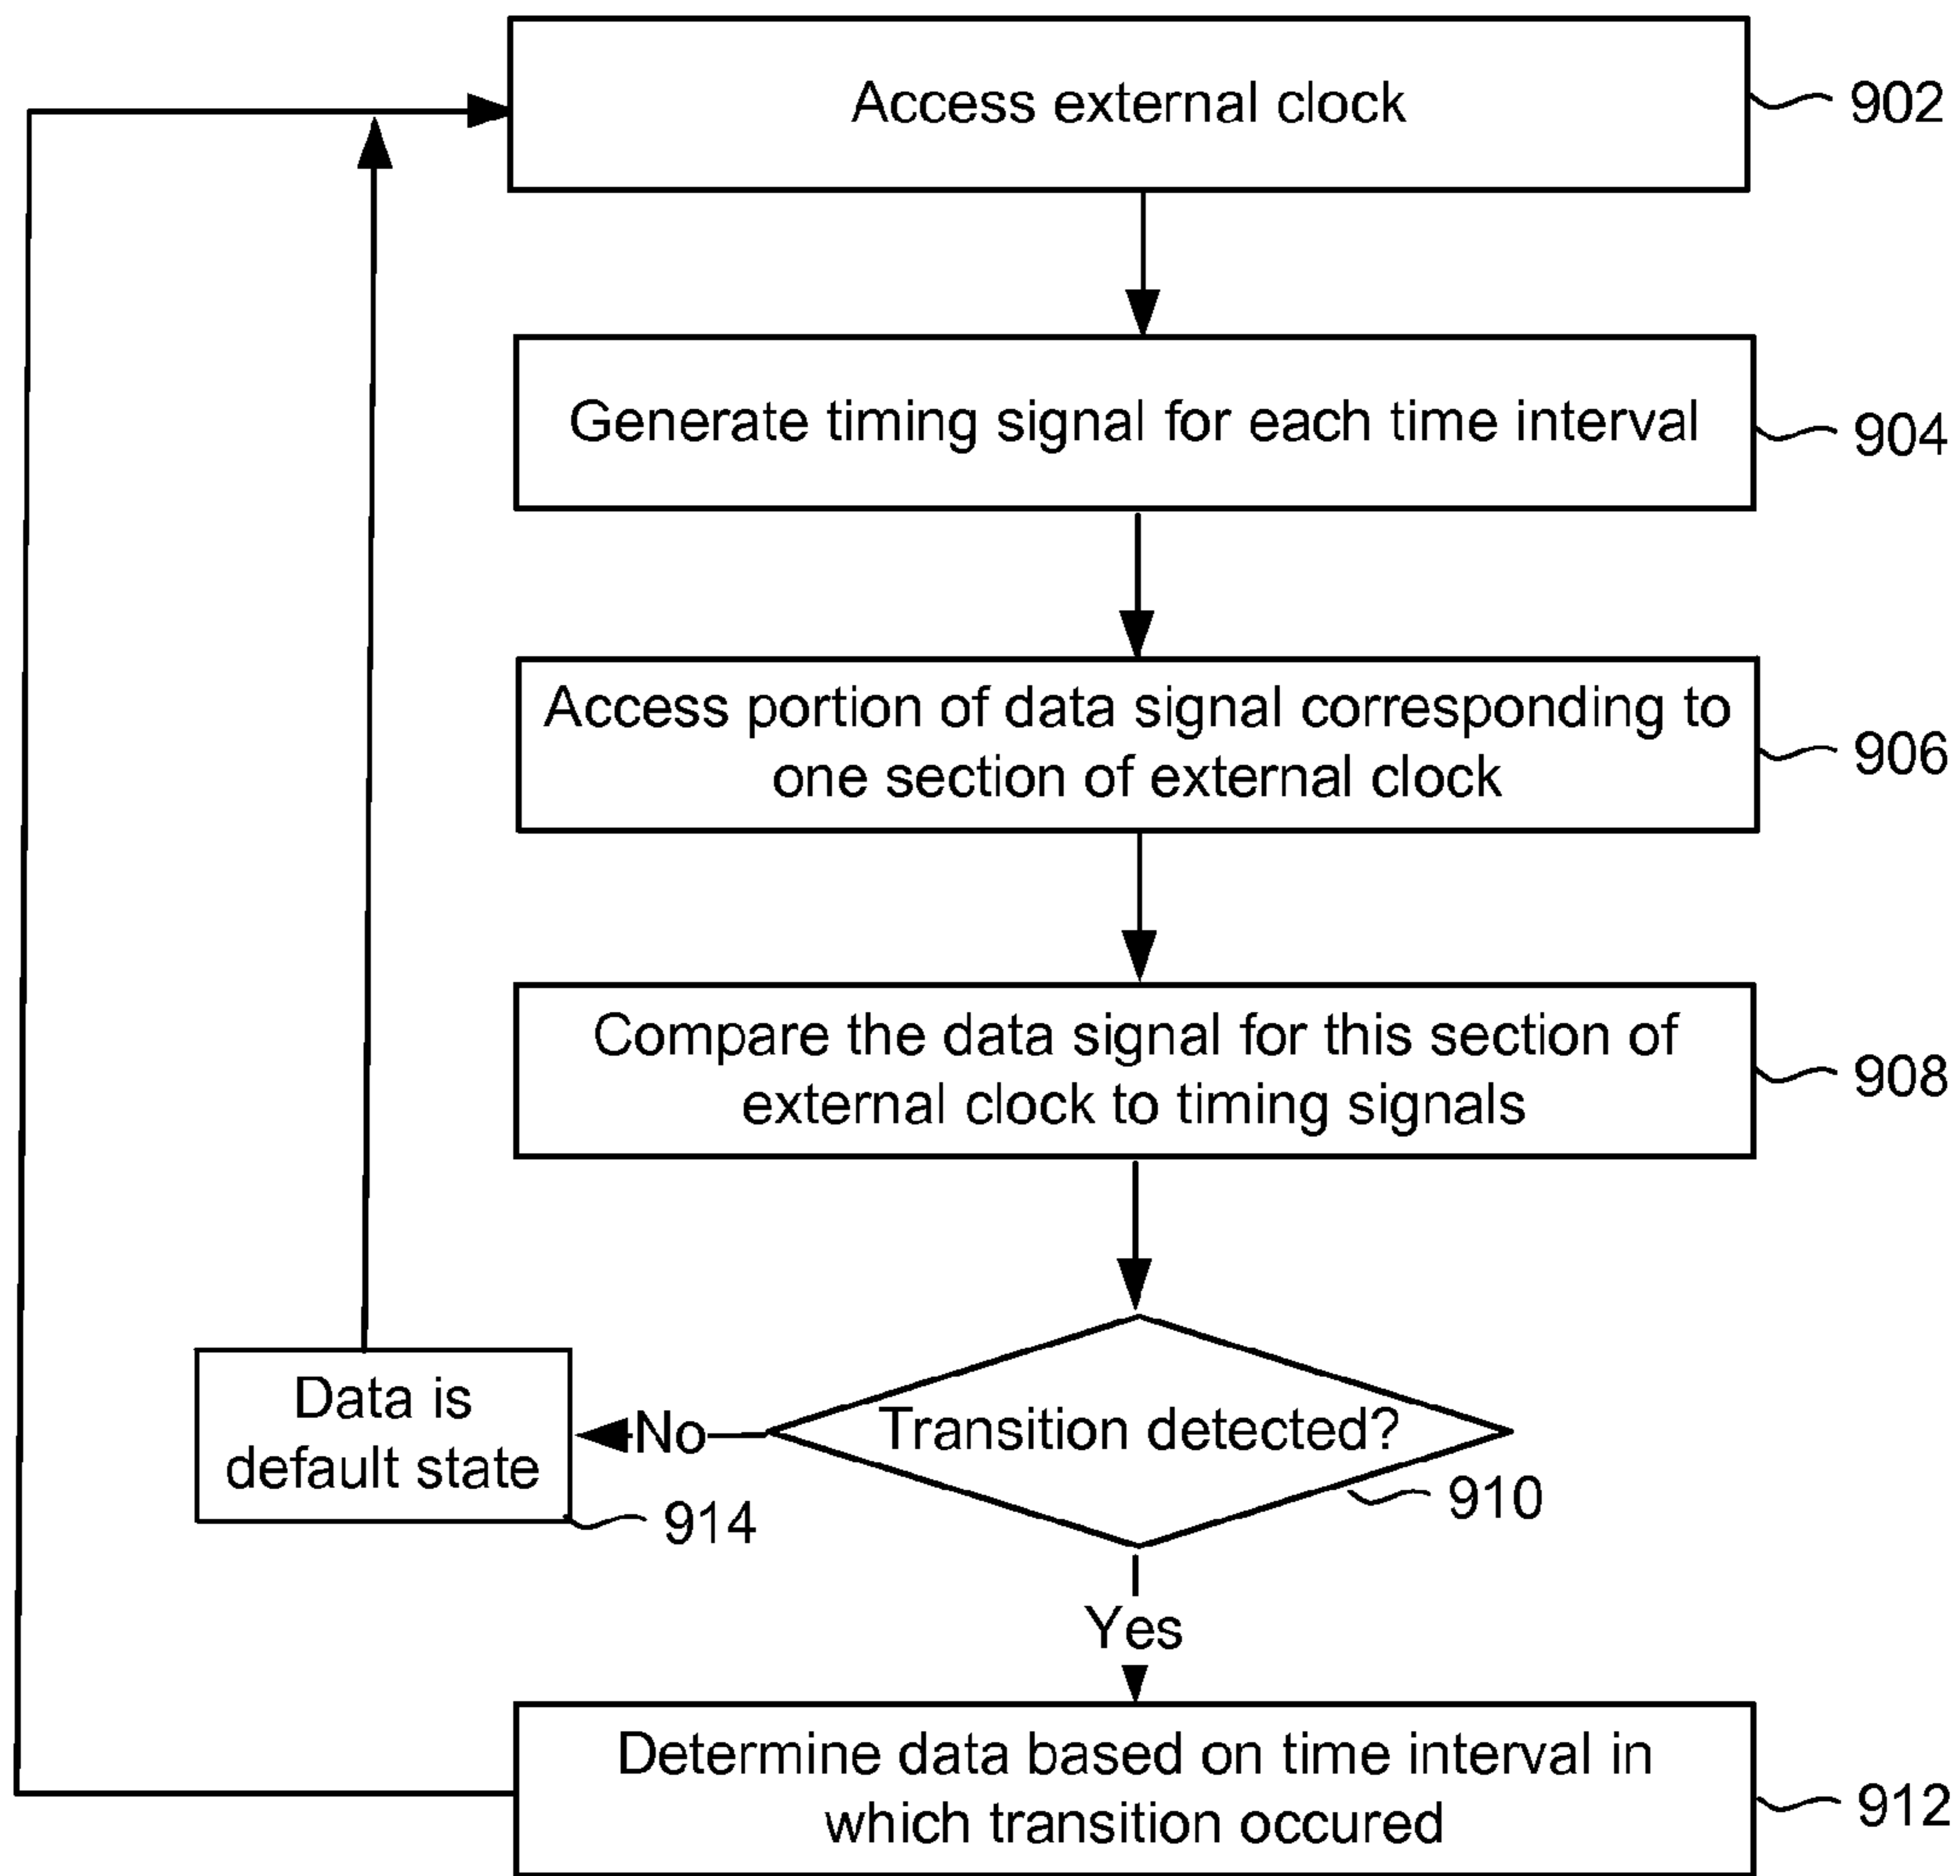 Access external clock
902
Generate timing signal for each time interval
904
Access portion of data signal corresponding to
one section of external clock
906
Compare the data signal for this section of
external clock to timing signals
908
Transition detected?
910
No
Data is
default state
914
Yes
Determine data based on time interval in
which transition occured
912